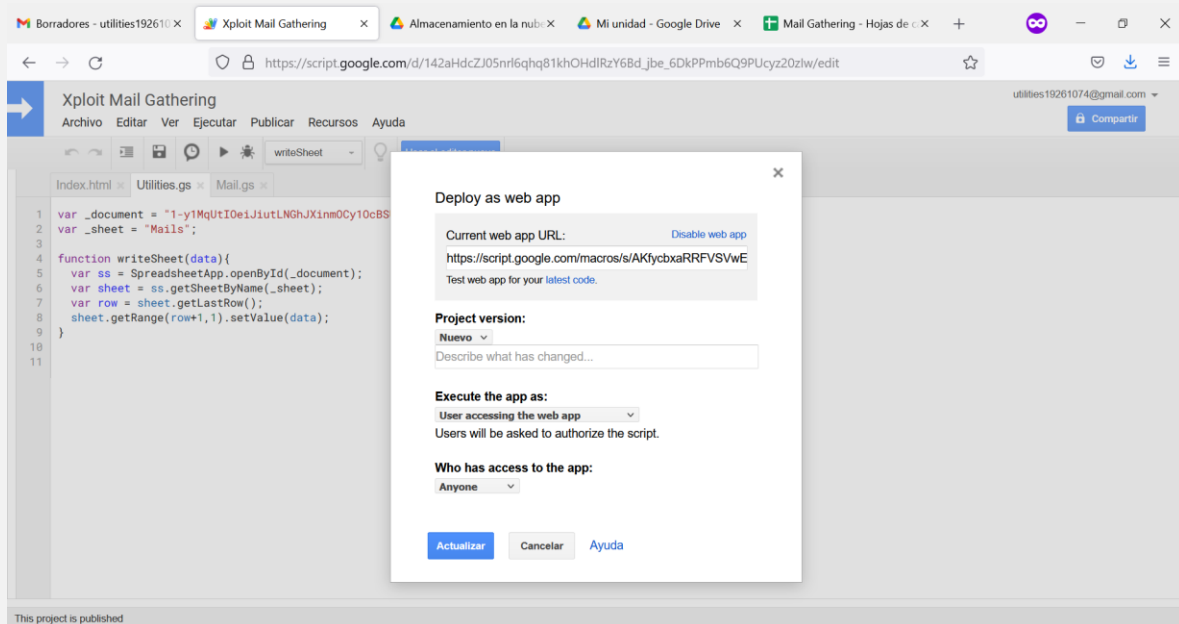 Borradores - utilities192610
Xploit Mail Gathering
Almacenamiento en la nube
Mi unidad - Google Drive
Mail Gathering - Hojas de c
https://script.google.com/d/142aHdcZJ05nrl6qhq81khOHdlRzY6Bd_jbe_6DkPPmb6Q9PUcyz20zlw/edit
Xploit Mail Gathering
utilities19261074@gmail.com
Archivo Editar Ver Ejecutar Publicar Recursos Ayuda
Compartir
writeSheet
Index.html Utilities.gs Mail.gs
1 var _document = "1-y1MqUtIOeiJiutLNGhJXinmOCy1OcBS
2 var _sheet = "Mails";
3
4 function writeSheet(data){
5 var ss = SpreadsheetApp.openById(_document);
6 var sheet = ss.getSheetByName(_sheet);
7 var row = sheet.getLastRow();
8 sheet.getRange(row+1,1).setValue(data);
9 }
10
11
Deploy as web app
Current web app URL: Disable web app
https://script.google.com/macros/s/AKfycbxaRRFVSVwE
Test web app for your latest code.
Project version:
Nuevo
Describe what has changed...
Execute the app as:
User accessing the web app
Users will be asked to authorize the script.
Who has access to the app:
Anyone
Actualizar Cancelar Ayuda
This project is published